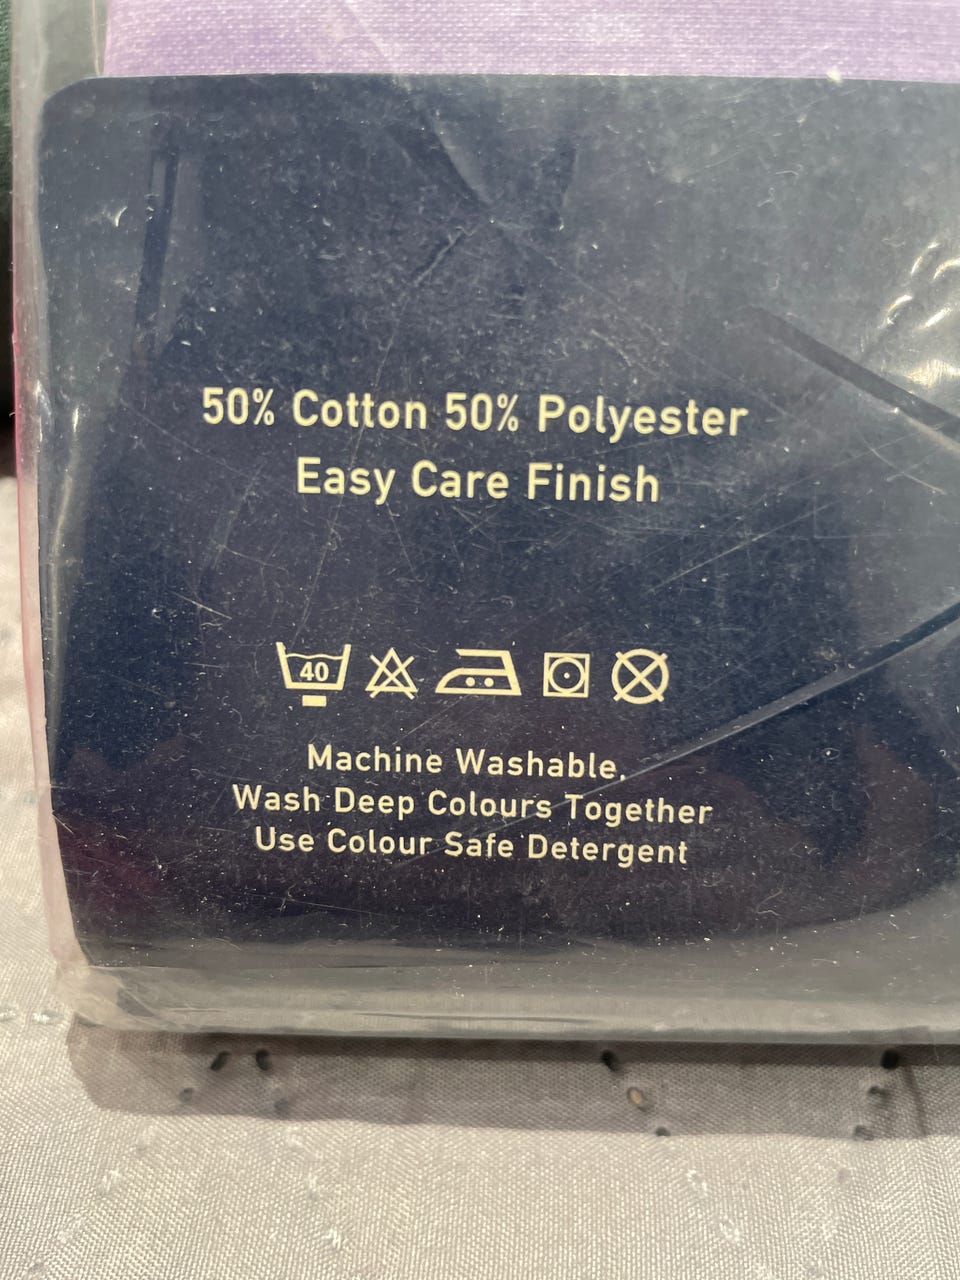 50% Cotton 50% Polyester
Easy Care Finish
40
Machine Washable.
Wash Deep Colours Together
Use Colour Safe Detergent